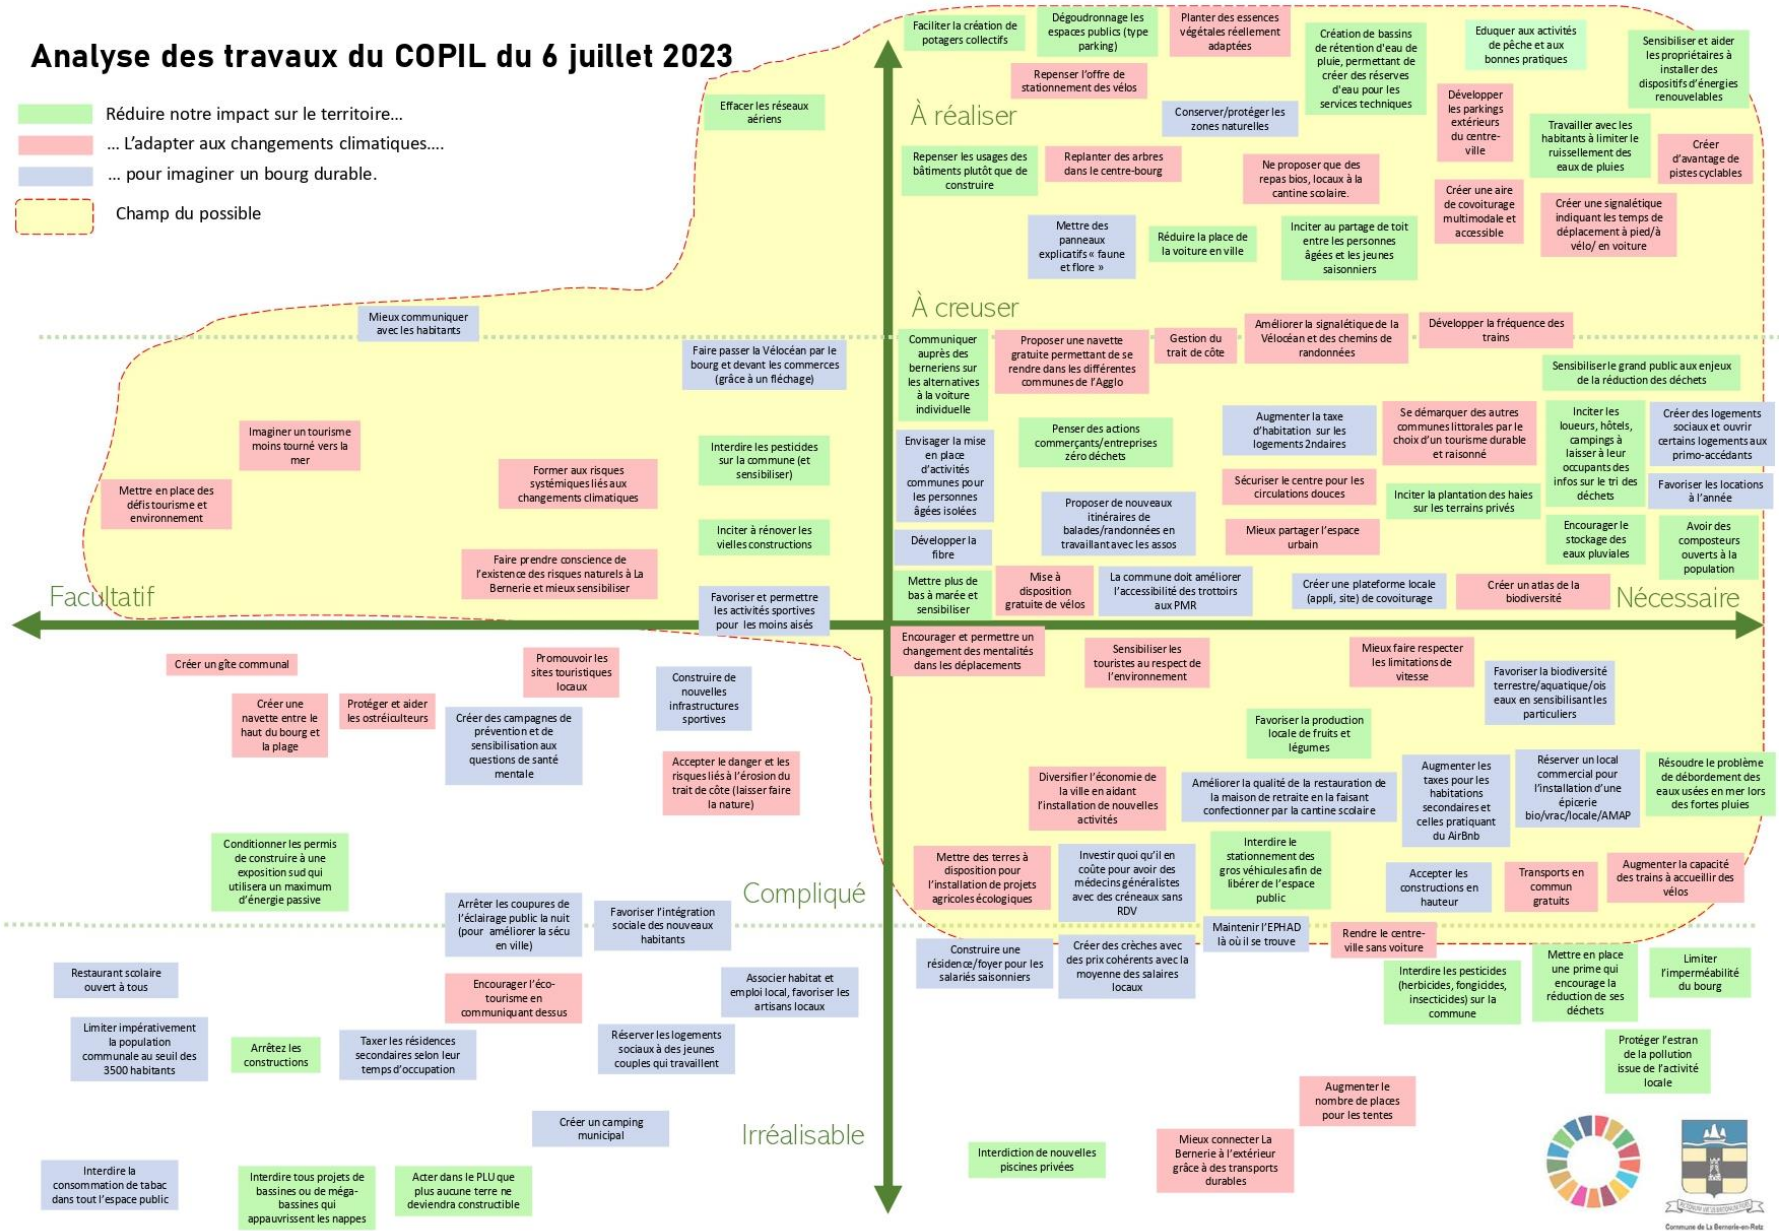 Analyse des travaux du COPIL du 6 juillet 2023
Réduire notre impact sur le territoire...
... L'adapter aux changements climatiques....
... pour imaginer un bourg durable.
Champ du possible
Effacer les réseaux
aériens
Mieux communiquer
avec les habitants
Faire passer la Vélocéan par le
bourg et devant les commerces
(grâce à un fléchage)
Imaginer un tourisme
moins tourné vers la
mer
Mettre en place des
défis tourisme et
environnement
Former aux risques
systémiques liés aux
changements climatiques
Interdire les pesticides
sur la commune (et
sensibiliser)
Inciter à rénover les
vielles constructions
Faire prendre conscience de
l'existence des risques naturels à La
Bernerie et mieux sensibiliser
Favoriser et permettre
les activités sportives
pour les moins aisés
Facultatif
Faciliter la création de
potagers collectifs
Dégoudronnage les
espaces publics (type
parking)
Planter des essences
végétales réellement
adaptées
Création de bassins
de rétention d'eau de
pluie, permettant de
créer des réserves
d'eau pour les
services techniques
Eduquer aux activités
de pêche et aux
bonnes pratiques
Sensibiliser et aider
les propriétaires à
installer des
dispositifs d'énergies
renouvelables
Repenser l'offre de
stationnement des vélos
À réaliser
Conserver/protéger les
zones naturelles
Développer
les parkings
extérieurs
du centre-
ville
Travailler avec les
habitants à limiter le
ruissellement des
eaux de pluies
Créer
d'avantage de
pistes cyclables
Repenser les usages des
bâtiments plutôt que de
construire
Replanter des arbres
dans le centre-bourg
Ne proposer que des
repas bios, locaux à la
cantine scolaire.
Créer une aire
de covoiturage
multimodale et
accessible
Créer une signalétique
indiquant les temps de
déplacement à pied/à
vélo/ en voiture
Mettre des
panneaux
explicatifs « faune
et flore »
Réduire la place de
la voiture en ville
Inciter au partage de toit
entre les personnes
âgées et les jeunes
saisonniers
À creuser
Communiquer
auprès des
berneriens sur
les alternatives
à la voiture
individuelle
Proposer une navette
gratuite permettant de se
rendre dans les différentes
communes de l'Agglo
Gestion du
trait de côte
Améliorer la signalétique de la
Vélocéan et des chemins de
randonnées
Développer la fréquence des
trains
Sensibiliser le grand public aux enjeux
de la réduction des déchets
Envisager la mise
en place
d'activités
communes pour
les personnes
âgées isolées
Penser des actions
commerçants/entreprises
zéro déchets
Augmenter la taxe
d'habitation sur les
logements 2ndaires
Se démarquer des autres
communes littorales par le
choix d'un tourisme durable
et raisonné
Inciter les
loueurs, hôtels,
campings à
laisser à leur
occupants des
infos sur le tri des
déchets
Créer des logements
sociaux et ouvrir
certains logements aux
primo-accédants
Sécuriser le centre pour les
circulations douces
Inciter la plantation des haies
sur les terrains privés
Favoriser les locations
à l'année
Proposer de nouveaux
itinéraires de
balades/randonnées en
travaillant avec les assos
Mieux partager l'espace
urbain
Encourager le
stockage des
eaux pluviales
Avoir des
composteurs
ouverts à la
population
Développer la
fibre
Mettre plus de
bas à marée et
sensibiliser
Mise à
disposition
gratuite de vélos
La commune doit améliorer
l'accessibilité des trottoirs
aux PMR
Créer une plateforme locale
(appli, site) de covoiturage
Créer un atlas de la
biodiversité
Nécessaire
Créer un gîte communal
Promouvoir les
sites touristiques
locaux
Construire de
nouvelles
infrastructures
sportives
Créer une
navette entre le
haut du bourg et
la plage
Protéger et aider
les ostréiculteurs
Créer des campagnes de
prévention et de
sensibilisation aux
questions de santé
mentale
Accepter le danger et les
risques liés à l'érosion du
trait de côte (laisser faire
la nature)
Conditionner les permis
de construire à une
exposition sud qui
utilisera un maximum
d'énergie passive
Compliqué
Arrêter les coupures de
l'éclairage public la nuit
(pour améliorer la sécu
en ville)
Favoriser l'intégration
sociale des nouveaux
habitants
Restaurant scolaire
ouvert à tous
Encourager l'éco-
tourisme en
communiquant dessus
Associer habitat et
emploi local, favoriser les
artisans locaux
Limiter impérativement
la population
communale au seuil des
3500 habitants
Arrêtez les
constructions
Taxer les résidences
secondaires selon leur
temps d'occupation
Réserver les logements
sociaux à des jeunes
couples qui travaillent
Créer un camping
municipal
Irréalisable
Interdire la
consommation de tabac
dans tout l'espace public
Interdire tous projets de
bassines ou de méga-
bassines qui
appauvrissent les nappes
Acter dans le PLU que
plus aucune terre ne
deviendra constructible
Encourager et permettre un
changement des mentalités
dans les déplacements
Sensibiliser les
touristes au respect de
l'environnement
Mieux faire respecter
les limitations de
vitesse
Favoriser la biodiversité
terrestre/aquatique/ois
eaux en sensibilisant les
particuliers
Favoriser la production
locale de fruits et
légumes
Diversifier l'économie de
la ville en aidant
l'installation de nouvelles
activités
Améliorer la qualité de la restauration de
la maison de retraite en la faisant
confectionner par la cantine scolaire
Augmenter les
taxes pour les
habitations
secondaires et
celles pratiquant
du AirBnb
Réserver un local
commercial pour
l'installation d'une
épicerie
bio/vrac/locale/AMAP
Résoudre le problème
de débordement des
eaux usées en mer lors
des fortes pluies
Mettre des terres à
disposition pour
l'installation de projets
agricoles écologiques
Investir quoi qu'il en
coûte pour avoir des
médecins généralistes
avec des créneaux sans
RDV
Interdire le
stationnement des
gros véhicules afin de
libérer de l'espace
public
Accepter les
constructions en
hauteur
Transports en
commun
gratuits
Augmenter la capacité
des trains à accueillir des
vélos
Construire une
résidence/foyer pour les
salariés saisonniers
Créer des crèches avec
des prix cohérents avec la
moyenne des salaires
locaux
Maintenir l'EPHAD
là où il se trouve
Rendre le centre-
ville sans voiture
Interdire les pesticides
(herbicides, fongicides,
insecticides) sur la
commune
Mettre en place
une prime qui
encourage la
réduction de ses
déchets
Limiter
l'imperméabilité
du bourg
Protéger l'estran
de la pollution
issue de l'activité
locale
Augmenter le
nombre de places
pour les tentes
Interdiction de nouvelles
piscines privées
Mieux connecter La
Bernerie à l'extérieur
grâce à des transports
durables
Commune de La Bernerie-en-Retz